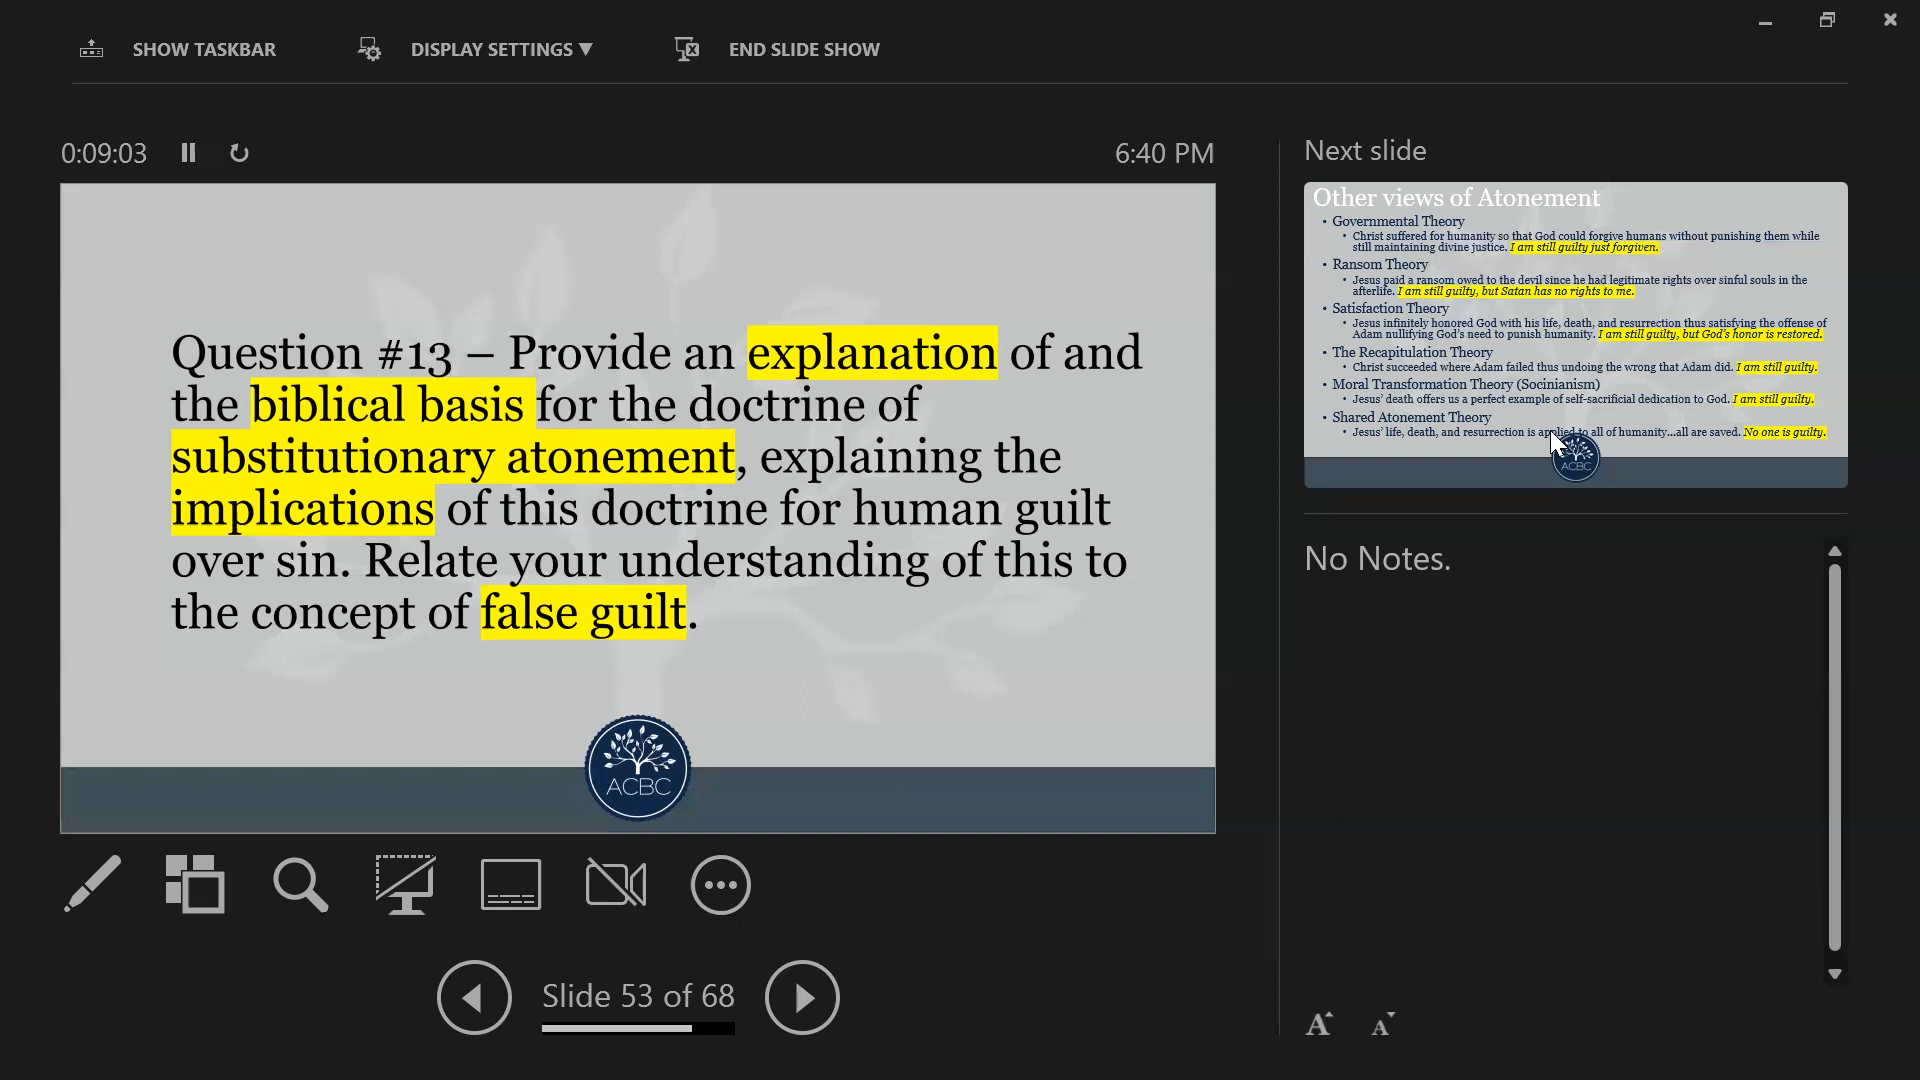 SHOW TASKBAR
DISPLAY SETTINGS ▼
END SLIDE SHOW
0:09:03
6:40 PM
Question #13 – Provide an explanation of and
the biblical basis for the doctrine of
substitutionary atonement, explaining the
implications of this doctrine for human guilt
over sin. Relate your understanding of this to
the concept of false guilt.
ACBC
Slide 53 of 68
Next slide
Other views of Atonement
• Governmental Theory
• Christ suffered for humanity so that God could forgive humans without punishing them while
still maintaining divine justice. I am still guilty just forgiven.
• Ransom Theory
• Jesus paid a ransom owed to the devil since he had legitimate rights over sinful souls in the
afterlife. I am still guilty, but Satan has no rights to me.
• Satisfaction Theory
• Jesus infinitely honored God with his life, death, and resurrection thus satisfying the offense of
Adam nullifying God's need to punish humanity. I am still guilty, but God's honor is restored.
• The Recapitulation Theory
• Christ succeeded where Adam failed thus undoing the wrong that Adam did. I am still guilty.
• Moral Transformation Theory (Socinianism)
• Jesus' death offers us a perfect example of self-sacrificial dedication to God. I am still guilty.
• Shared Atonement Theory
• Jesus' life, death, and resurrection is applied to all of humanity...all are saved. No one is guilty.
ACBC
No Notes.
A A